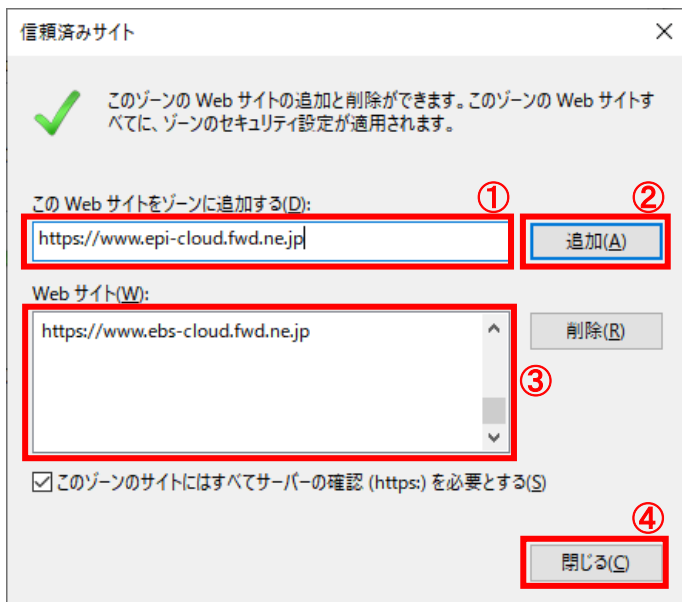 信頼済みサイト
このゾーンの Web サイトの追加と削除ができます。このゾーンの Web サイトす
べてに、ゾーンのセキュリティ設定が適用されます。
この Web サイトをゾーンに追加する(D):
①
②
https://www.epi-cloud.fwd.ne.jp
追加(A)
Web サイト(W):
https://www.ebs-cloud.fwd.ne.jp
削除(R)
③
このゾーンのサイトにはすべてサーバーの確認 (https:) を必要とする(S)
④
閉じる(C)